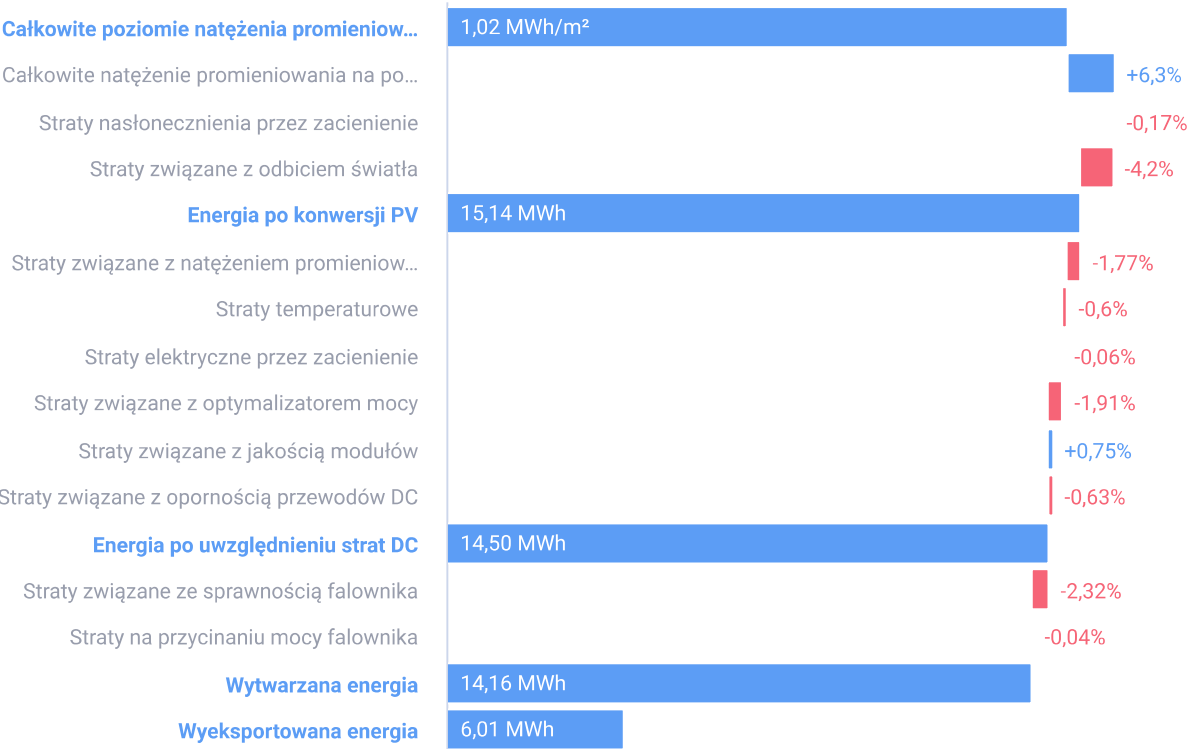 Całkowite poziomie natężenia promieniow... 1,02 MWh/m²
Całkowite natężenie promieniowania na po... +6,3%
Straty nasłonecznienia przez zacienienie -0,17%
Straty związane z odbiciem światła -4,2%
Energia po konwersji PV 15,14 MWh
Straty związane z natężeniem promieniow... -1,77%
Straty temperaturowe -0,6%
Straty elektryczne przez zacienienie -0,06%
Straty związane z optymalizatorem mocy -1,91%
Straty związane z jakością modułów +0,75%
Straty związane z opornością przewodów DC -0,63%
Energia po uwzględnieniu strat DC 14,50 MWh
Straty związane ze sprawnością falownika -2,32%
Straty na przycinaniu mocy falownika -0,04%
Wytwarzana energia 14,16 MWh
Wyeksportowana energia 6,01 MWh